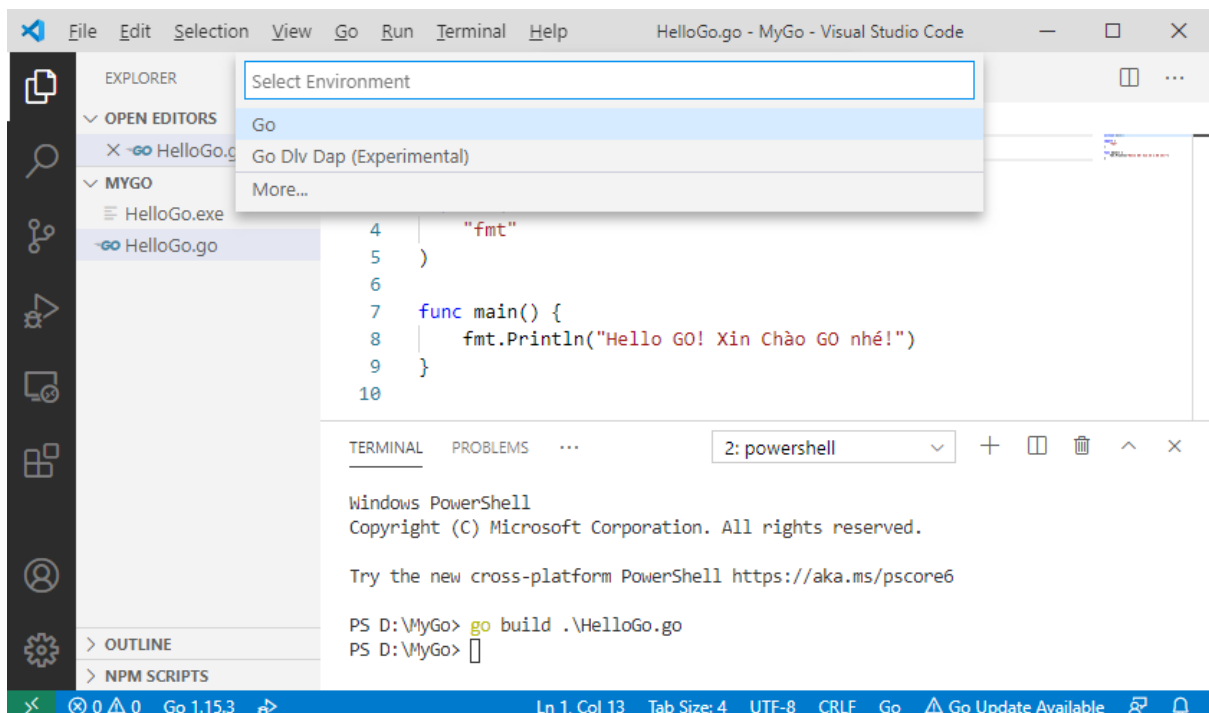 File Edit Selection View Go Run Terminal Help HelloGo.go - MyGo - Visual Studio Code
EXPLORER
Select Environment
Go
Go Dlv Dap (Experimental)
More...
OPEN EDITORS
GO HelloGo.g
MYGO
HelloGo.exe
GO HelloGo.go
4 "fmt"
5 )
6
7 func main() {
8 fmt.Println("Hello GO! Xin Chào GO nhé!")
9 }
10
TERMINAL PROBLEMS ... 2: powershell
Windows PowerShell
Copyright (C) Microsoft Corporation. All rights reserved.
Try the new cross-platform PowerShell https://aka.ms/pscore6
PS D:\MyGo> go build .\HelloGo.go
PS D:\MyGo>
OUTLINE
NPM SCRIPTS
0 0 Go 1.15.3 Ln 1, Col 13 Tab Size: 4 UTF-8 CRLF Go Go Update Available